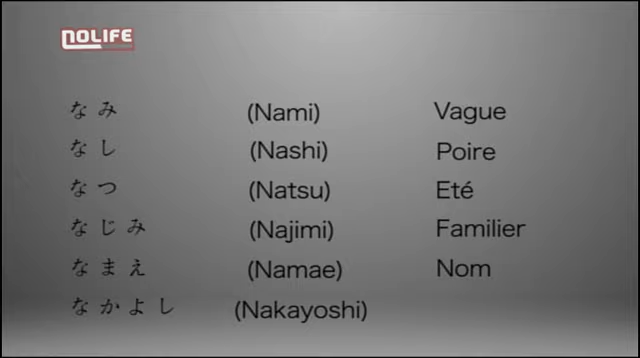 NOLIFE
なみ (Nami) Vague
なし (Nashi) Poire
なつ (Natsu) Eté
なじみ (Najimi) Familier
なまえ (Namae) Nom
なかよし (Nakayoshi)